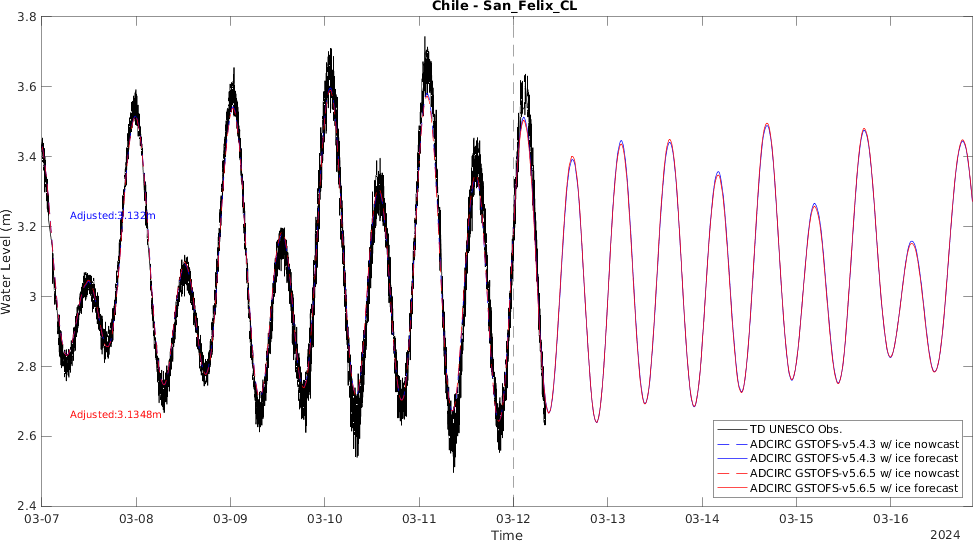 Chile - San_Felix_CL
3.8
3.6
3.4
3.2
3
2.8
2.6
2.4
Water Level (m)
Adjusted:3.132m
Adjusted:3.1348m
TD UNESCO Obs.
ADCIRC GSTOFS-v5.4.3 w/ ice nowcast
ADCIRC GSTOFS-v5.4.3 w/ ice forecast
ADCIRC GSTOFS-v5.6.5 w/ ice nowcast
ADCIRC GSTOFS-v5.6.5 w/ ice forecast
03-07 03-08 03-09 03-10 03-11 03-12 03-13 03-14 03-15 03-16
Time
2024